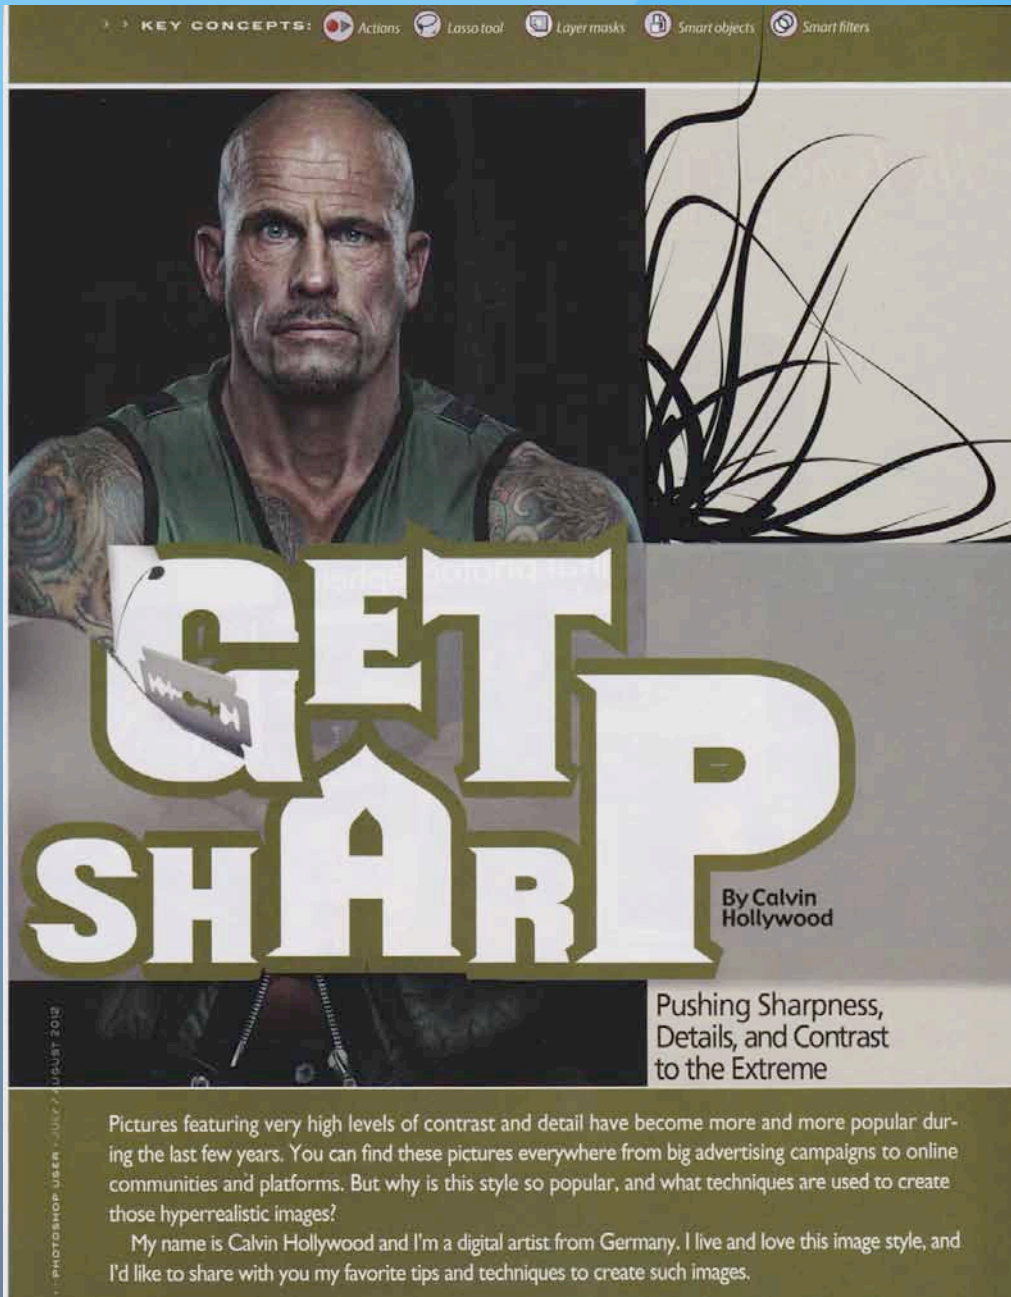 › › KEY CONCEPTS: Actions Lasso tool Layer masks Smart objects Smart filters
GET
SHARP
By Calvin
Hollywood
Pushing Sharpness,
Details, and Contrast
to the Extreme
Pictures featuring very high levels of contrast and detail have become more and more popular dur-
ing the last few years. You can find these pictures everywhere from big advertising campaigns to online
communities and platforms. But why is this style so popular, and what techniques are used to create
those hyperrealistic images?
My name is Calvin Hollywood and I'm a digital artist from Germany. I live and love this image style, and
I'd like to share with you my favorite tips and techniques to create such images.
›› PHOTOSHOP USER › JULY / AUGUST 2012